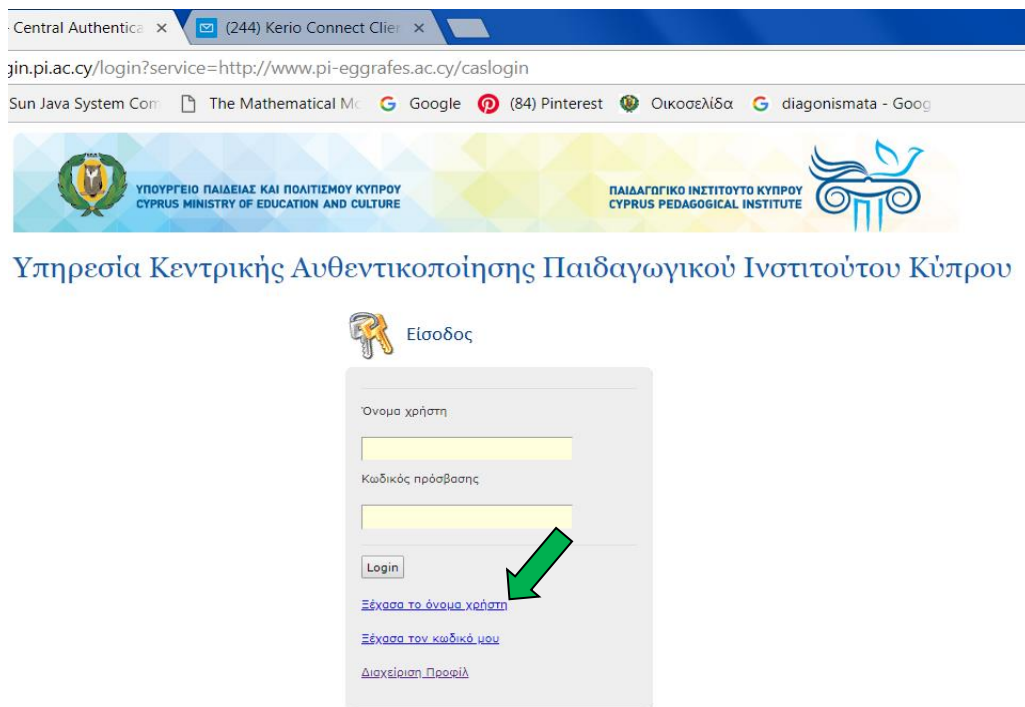 Central Authentica × (244) Kerio Connect Clier ×
gin.pi.ac.cy/login?service=http://www.pi-eggrafes.ac.cy/caslogin
Sun Java System Com The Mathematical Mc G Google (84) Pinterest Οικοσελίδα G diagonismata - Goog
ΥΠΟΥΡΓΕΙΟ ΠΑΙΔΕΙΑΣ ΚΑΙ ΠΟΛΙΤΙΣΜΟΥ ΚΥΠΡΟΥ ΠΑΙΔΑΓΩΓΙΚΟ ΙΝΣΤΙΤΟΥΤΟ ΚΥΠΡΟΥ
CYPRUS MINISTRY OF EDUCATION AND CULTURE CYPRUS PEDAGOGICAL INSTITUTE
Υπηρεσία Κεντρικής Αυθεντικοποίησης Παιδαγωγικού Ινστιτούτου Κύπρου
Είσοδος
Όνομα χρήστη
Κωδικός πρόσβασης
Login
Ξέχασα το όνομα χρήστη
Ξέχασα τον κωδικό μου
Διαχείριση Προφίλ